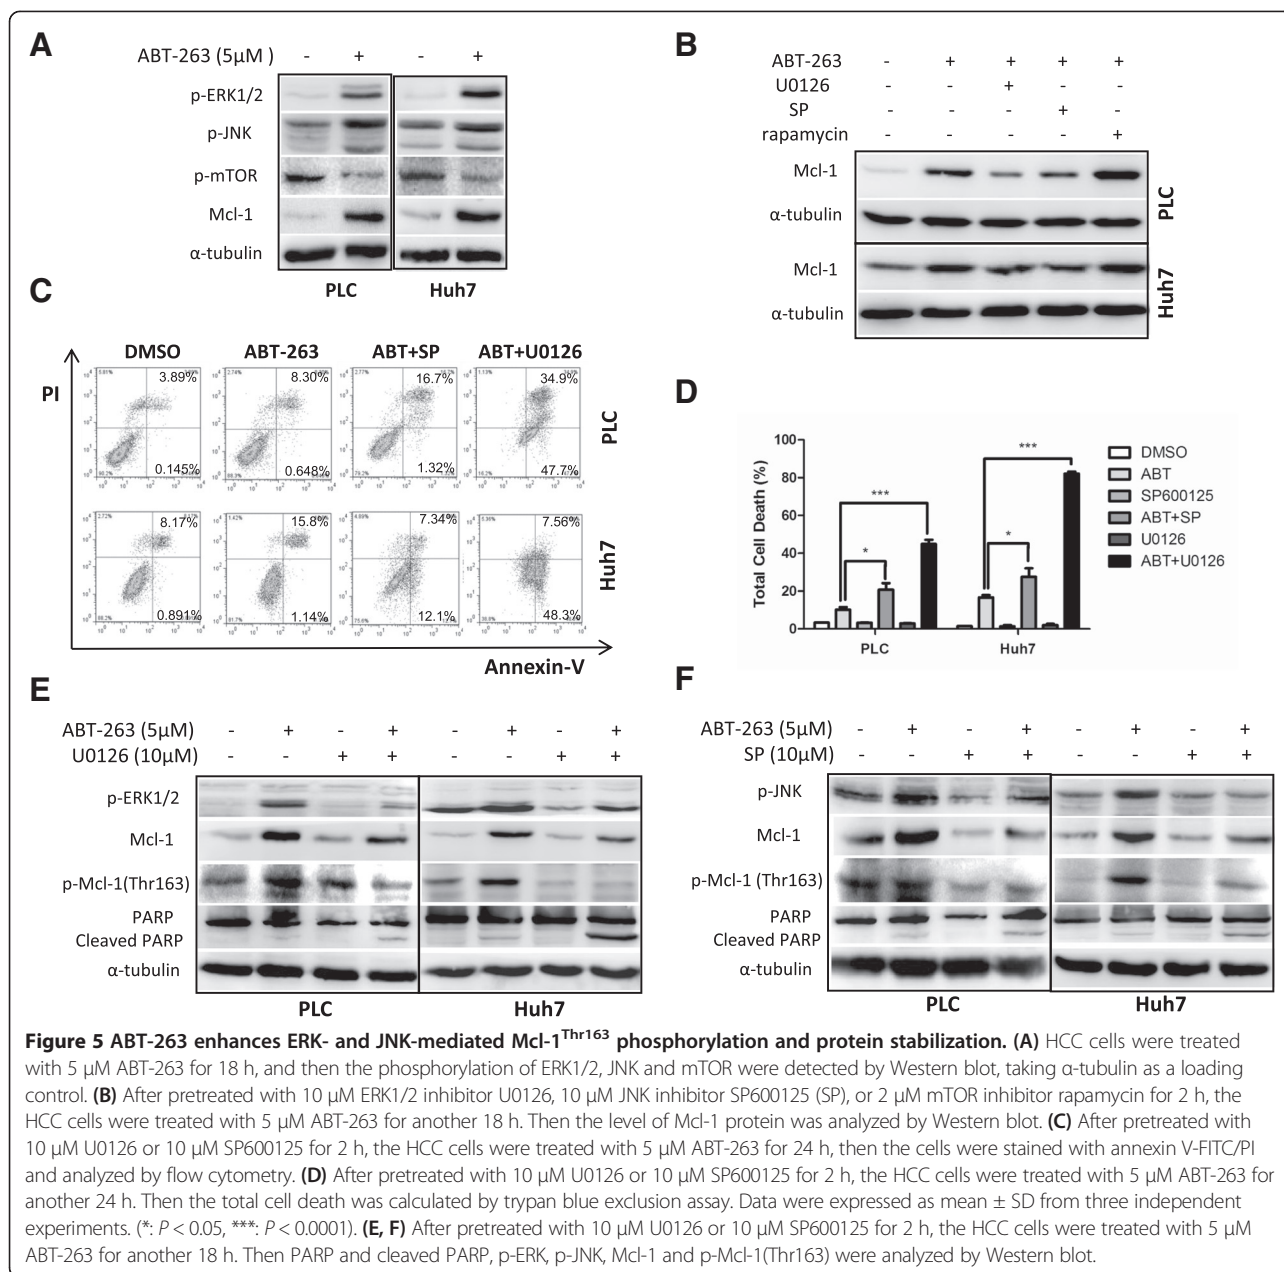 A
ABT-263 (5μM ) - + - +
p-ERK1/2
p-JNK
p-mTOR
Mcl-1
α-tubulin
PLC Huh7
B
ABT-263 - + + + +
U0126 - - + - -
SP - - - + -
rapamycin - - - - +
Mcl-1
α-tubulin
PLC
Mcl-1
α-tubulin
Huh7
C
DMSO ABT-263 ABT+SP ABT+U0126
PI
3.89% 8.30% 16.7% 34.9%
0.145% 0.648% 1.32% 47.7%
PLC
8.17% 15.8% 7.34% 7.56%
0.891% 1.14% 12.1% 48.3%
Huh7
Annexin-V
D
Total Cell Death (%)
100
80
60
40
20
0
*** * *** *
PLC Huh7
DMSO
ABT
SP600125
ABT+SP
U0126
ABT+U0126
E
ABT-263 (5μM) - + - + - + - +
U0126 (10μM) - - + + - - + +
p-ERK1/2
Mcl-1
p-Mcl-1(Thr163)
PARP
Cleaved PARP
α-tubulin
PLC Huh7
F
ABT-263 (5μM) - + - + - + - +
SP (10μM) - - + + - - + +
p-JNK
Mcl-1
p-Mcl-1 (Thr163)
PARP
Cleaved PARP
α-tubulin
PLC Huh7
Figure 5 ABT-263 enhances ERK- and JNK-mediated Mcl-1Thr163 phosphorylation and protein stabilization. (A) HCC cells were treated
with 5 μM ABT-263 for 18 h, and then the phosphorylation of ERK1/2, JNK and mTOR were detected by Western blot, taking α-tubulin as a loading
control. (B) After pretreated with 10 μM ERK1/2 inhibitor U0126, 10 μM JNK inhibitor SP600125 (SP), or 2 μM mTOR inhibitor rapamycin for 2 h, the
HCC cells were treated with 5 μM ABT-263 for another 18 h. Then the level of Mcl-1 protein was analyzed by Western blot. (C) After pretreated with
10 μM U0126 or 10 μM SP600125 for 2 h, the HCC cells were treated with 5 μM ABT-263 for 24 h, then the cells were stained with annexin V-FITC/PI
and analyzed by flow cytometry. (D) After pretreated with 10 μM U0126 or 10 μM SP600125 for 2 h, the HCC cells were treated with 5 μM ABT-263 for
another 24 h. Then the total cell death was calculated by trypan blue exclusion assay. Data were expressed as mean ± SD from three independent
experiments. (*: P < 0.05, ***: P < 0.0001). (E, F) After pretreated with 10 μM U0126 or 10 μM SP600125 for 2 h, the HCC cells were treated with 5 μM
ABT-263 for another 18 h. Then PARP and cleaved PARP, p-ERK, p-JNK, Mcl-1 and p-Mcl-1(Thr163) were analyzed by Western blot.